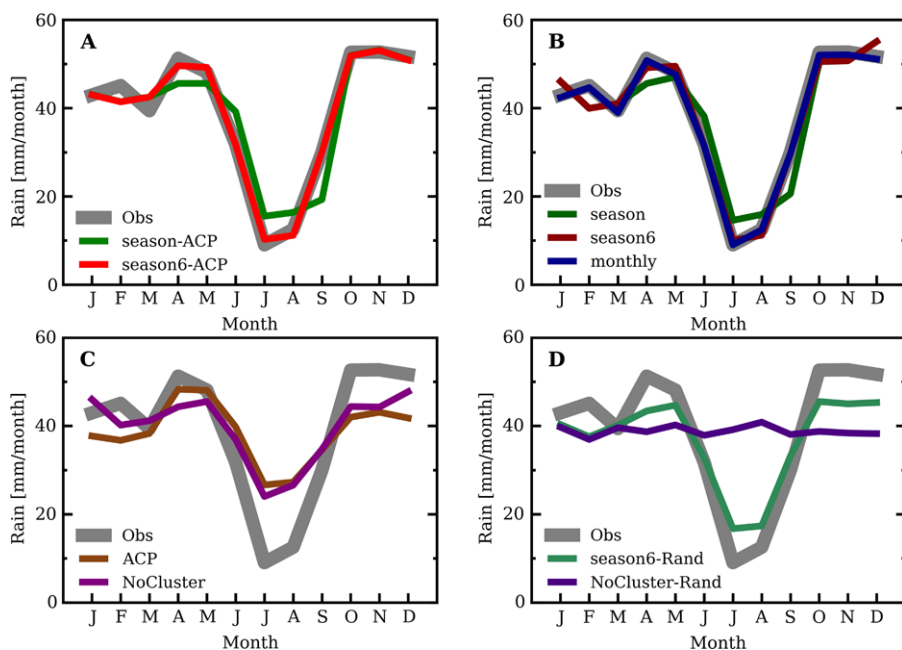 A
Rain [mm/month]
60
40
20
0
Obs
season-ACP
season6-ACP
J F M A M J J A S O N D
Month
B
Rain [mm/month]
60
40
20
0
Obs
season
season6
monthly
J F M A M J J A S O N D
Month
C
Rain [mm/month]
60
40
20
0
Obs
ACP
NoCluster
J F M A M J J A S O N D
Month
D
Rain [mm/month]
60
40
20
0
Obs
season6-Rand
NoCluster-Rand
J F M A M J J A S O N D
Month